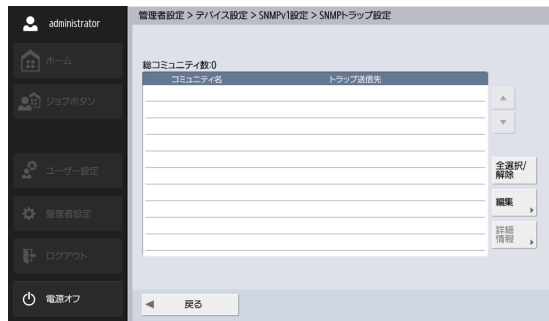 administrator
管理者設定 > デバイス設定 > SNMPv1設定 > SNMPトラップ設定
ホーム
ジョブボタン
ユーザー設定
管理者設定
ログアウト
電源オフ
総コミュニティ数:0
コミュニティ名 トラップ送信先
全選択/
解除
編集
詳細
情報
戻る